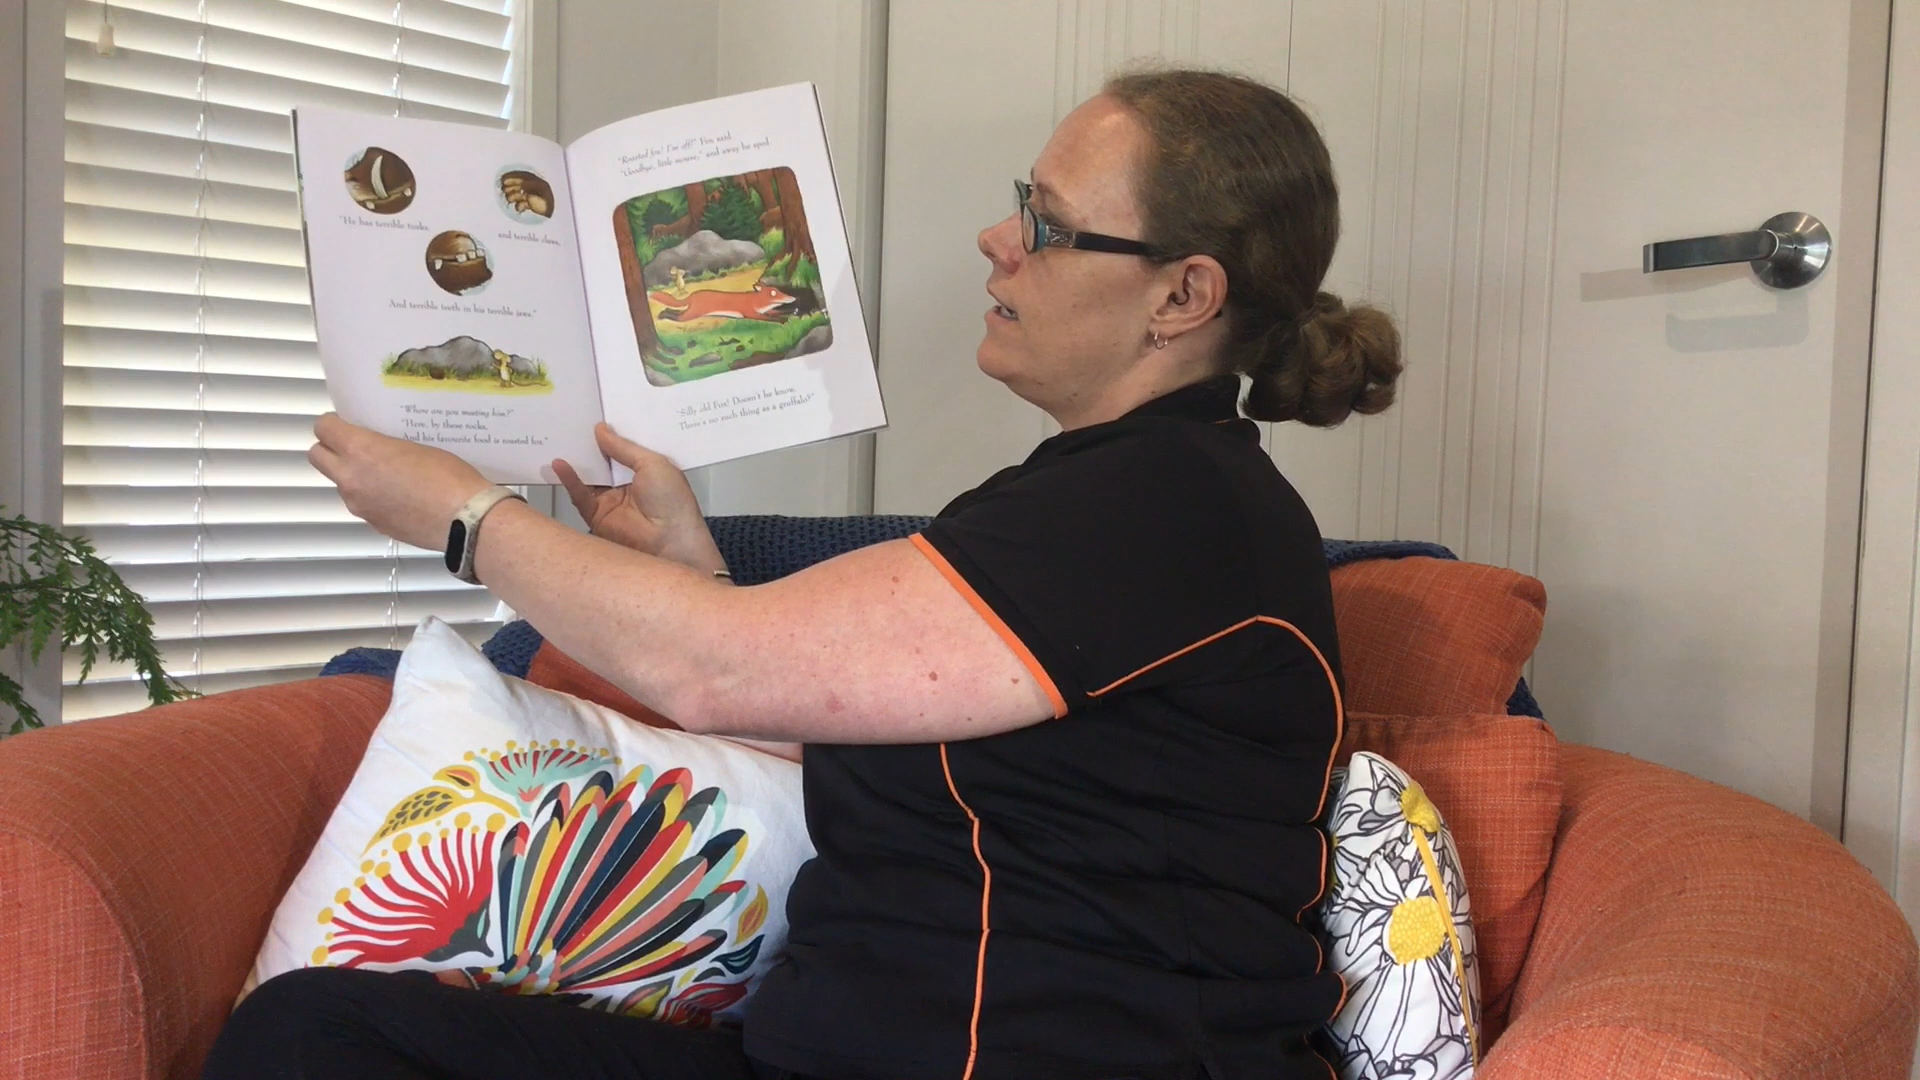 "He has terrible tusks,
and terrible claws,
And terrible teeth in his terrible jaws."
"Where are you meeting him?"
"Here, by these rocks,
And his favourite food is roasted fox."
"Roasted fox! I'm off!" Fox said.
"Goodbye, little mouse," and away he sped.
"Silly old Fox! Doesn't he know,
There's no such thing as a gruffalo?"